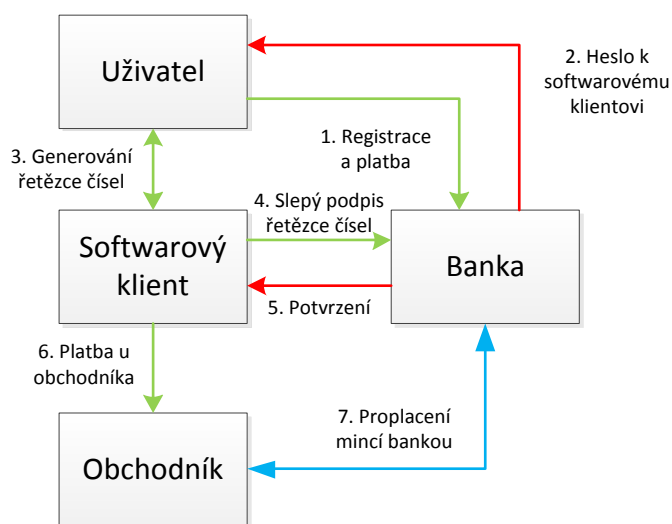 Uživatel
2. Heslo k
softwarovému
klientovi
1. Registrace
a platba
3. Generování
řetězce čísel
4. Slepý podpis
řetězce čísel
Softwarový
klient
Banka
5. Potvrzení
6. Platba u
obchodníka
7. Proplacení
mincí bankou
Obchodník